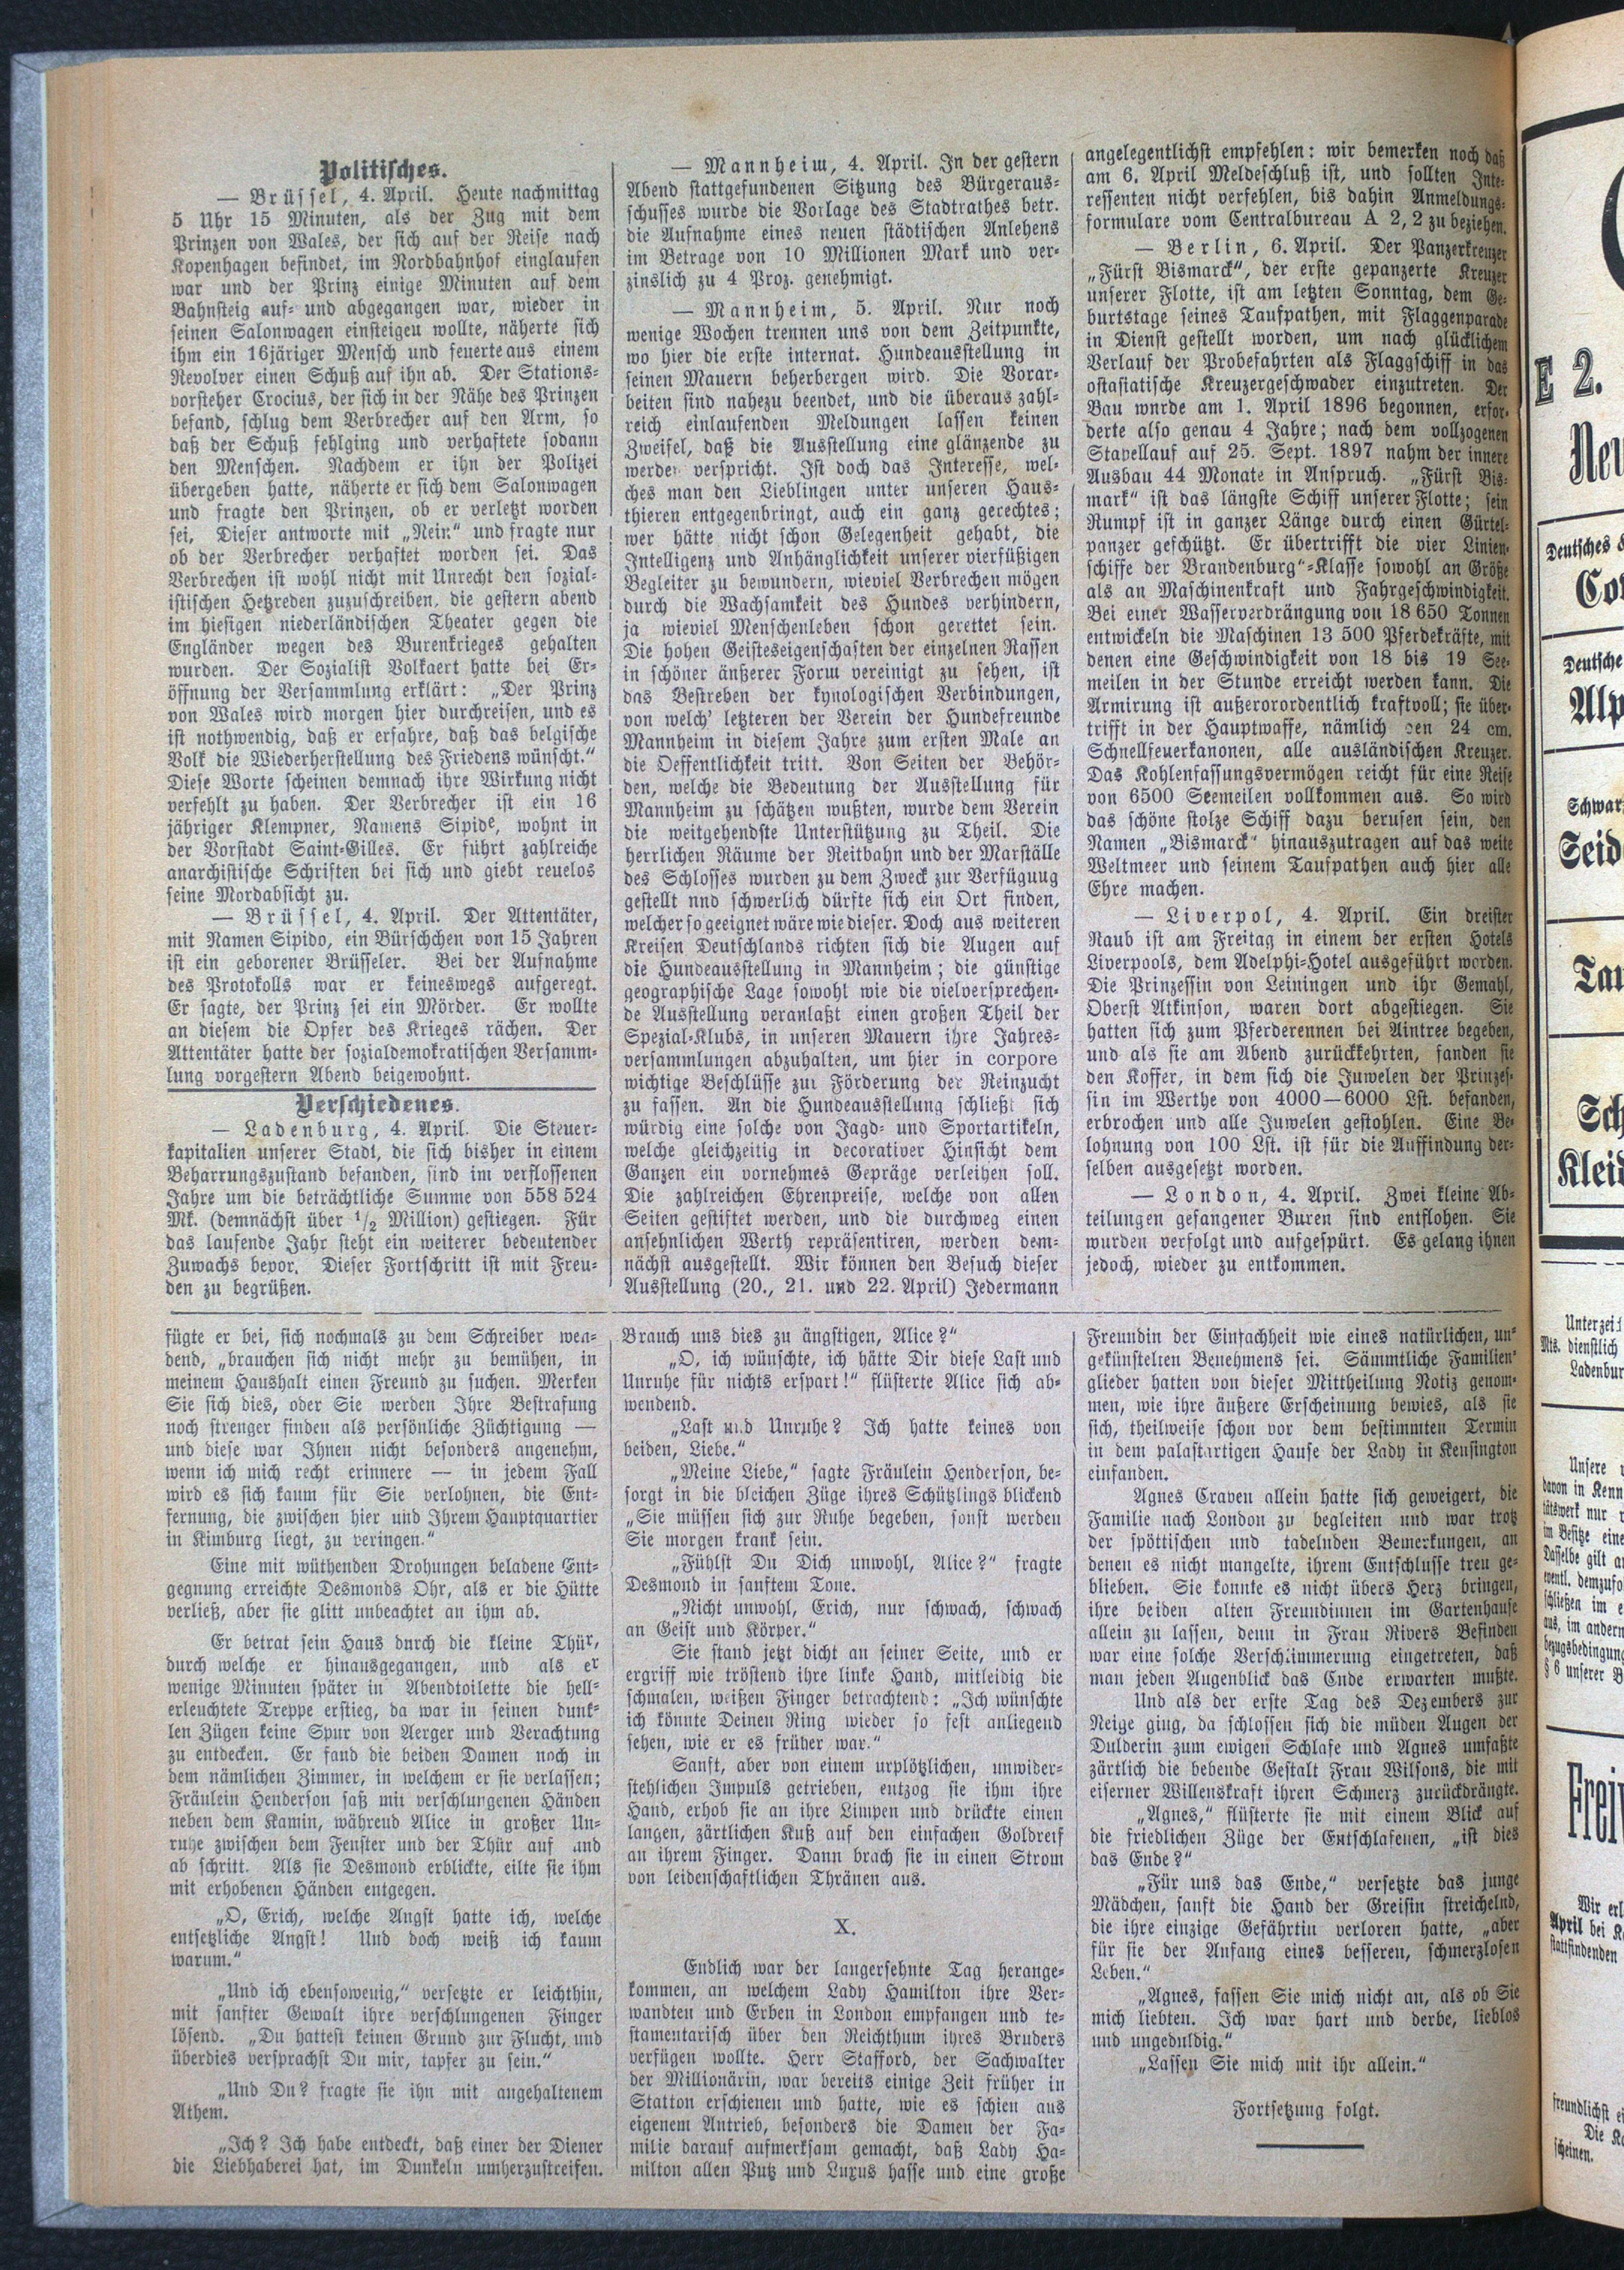 Politisches.
— Brüssel, 4. April. Heute nachmittag
5 Uhr 15 Minuten, als der Zug mit dem
Prinzen von Wales, der sich auf der Reise nach
Kopenhagen befindet, im Nordbahnhof einglaufen
war und der Prinz einige Minuten auf dem
Bahnsteig auf- und abgegangen war, wieder in
seinen Salonwagen einsteigeu wollte, näherte sich
ihm ein 16järiger Mensch und feuerte aus einem
Revolver einen Schuß auf ihn ab. Der Stations-
vorsteher Crocius, der sich in der Nähe des Prinzen
befand, schlug dem Verbrecher auf den Arm, so
daß der Schuß fehlging und verhaftete sodann
den Menschen. Nachdem er ihn der Polizei
übergeben hatte, näherte er sich dem Salonwagen
und fragte den Prinzen, ob er verletzt worden
sei, Dieser antworte mit „Nein“ und fragte nur
ob der Verbrecher verhaftet worden sei. Das
Verbrechen ist wohl nicht mit Unrecht den sozial-
istischen Hetzreden zuzuschreiben, die gestern abend
im hiesigen niederländischen Theater gegen die
Engländer wegen des Burenkrieges gehalten
wurden. Der Sozialist Volkaert hatte bei Er-
öffnung der Versammlung erklärt: „Der Prinz
von Wales wird morgen hier durchreisen, und es
ist nothwendig, daß er erfahre, daß das belgische
Volk die Wiederherstellung des Friedens wünscht.“
Diese Worte scheinen demnach ihre Wirkung nicht
verfehlt zu haben. Der Verbrecher ist ein 16
jähriger Klempner, Namens Sipide, wohnt in
der Vorstadt Saint-Gilles. Er führt zahlreiche
anarchistische Schriften bei sich und giebt reuelos
seine Mordabsicht zu.
— Brüssel, 4. April. Der Attentäter,
mit Namen Sipido, ein Bürschchen von 15 Jahren
ist ein geborener Brüsseler. Bei der Aufnahme
des Protokolls war er keineswegs aufgeregt.
Er sagte, der Prinz sei ein Mörder. Er wollte
an diesem die Opfer des Krieges rächen. Der
Attentäter hatte der sozialdemokratischen Versamm-
lung vorgestern Abend beigewohnt.
Verschiedenes.
— Ladenburg, 4. April. Die Steuer-
kapitalien unserer Stadt, die sich bisher in einem
Beharrungszustand befanden, sind im verflossenen
Jahre um die beträchtliche Summe von 558 524
Mk. (demnächst über 1/2 Million) gestiegen. Für
das laufende Jahr steht ein weiterer bedeutender
Zuwachs bevor. Dieser Fortschritt ist mit Freu-
den zu begrüßen.
— Mannheim, 4. April. In der gestern
Abend stattgefundenen Sitzung des Bürgeraus-
schusses wurde die Vorlage des Stadtrathes betr.
die Aufnahme eines neuen städtischen Anlehens
im Betrage von 10 Millionen Mark und ver-
zinslich zu 4 Proz. genehmigt.
— Mannheim, 5. April. Nur noch
wenige Wochen trennen uns von dem Zeitpunkte,
wo hier die erste internat. Hundeausstellung in
seinen Mauern beherbergen wird. Die Vorar-
beiten sind nahezu beendet, und die überaus zahl-
reich einlaufenden Meldungen lassen keinen
Zweifel, daß die Ausstellung eine glänzende zu
werden verspricht. Ist doch das Interesse, wel-
ches man den Lieblingen unter unseren Haus-
thieren entgegenbringt, auch ein ganz gerechtes;
wer hätte nicht schon Gelegenheit gehabt, die
Intelligenz und Anhänglichkeit unserer vierfüßigen
Begleiter zu bewundern, wieviel Verbrechen mögen
durch die Wachsamkeit des Hundes verhindern,
ja wieviel Menschenleben schon gerettet sein.
Die hohen Geisteseigenschaften der einzelnen Rassen
in schöner äußerer Form vereinigt zu sehen, ist
das Bestreben der kynologischen Verbindungen,
von welch' letzteren der Verein der Hundefreunde
Mannheim in diesem Jahre zum ersten Male an
die Oeffentlichkeit tritt. Von Seiten der Behör-
den, welche die Bedeutung der Ausstellung für
Mannheim zu schätzen wußten, wurde dem Verein
die weitgehendste Unterstützung zu Theil. Die
herrlichen Räume der Reitbahn und der Marställe
des Schlosses wurden zu dem Zweck zur Verfüguug
gestellt nnd schwerlich dürfte sich ein Ort finden,
welcher so geeignet wäre wie dieser. Doch aus weiteren
Kreisen Deutschlands richten sich die Augen auf
die Hundeausstellung in Mannheim; die günstige
geographische Lage sowohl wie die vielversprechen-
de Ausstellung veranlaßt einen großen Theil der
Spezial-Klubs, in unseren Mauern ihre Jahres-
versammlungen abzuhalten, um hier in corpore
wichtige Beschlüsse zur Förderung der Reinzucht
zu fassen. An die Hundeausstellung schließt sich
würdig eine solche von Jagd- und Sportartikeln,
welche gleichzeitig in decorativer Hinsicht dem
Ganzen ein vornehmes Gepräge verleihen soll.
Die zahlreichen Ehrenpreise, welche von allen
Seiten gestiftet werden, und die durchweg einen
ansehnlichen Werth repräsentiren, werden dem-
nächst ausgestellt. Wir können den Besuch dieser
Ausstellung (20., 21. und 22. April) Jedermann
angelegentlichst empfehlen: wir bemerken noch daß
am 6. April Meldeschluß ist, und sollten Inte-
ressenten nicht verfehlen, bis dahin Anmeldungs-
formulare vom Centralbureau A 2, 2 zu beziehen.
— Berlin, 6. April. Der Panzerkreuzer
„Fürst Bismarck“, der erste gepanzerte Kreuzer
unserer Flotte, ist am letzten Sonntag, dem Ge-
burtstage seines Taufpathen, mit Flaggenparade
in Dienst gestellt worden, um nach glücklichem
Verlauf der Probefahrten als Flaggschiff in das
ostasiatische Kreuzergeschwader einzutreten. Der
Bau wnrde am 1. April 1896 begonnen, erfor-
derte also genau 4 Jahre; nach dem vollzogenen
Stapellauf auf 25. Sept. 1897 nahm der innere
Ausbau 44 Monate in Anspruch. „Fürst Bis-
mark“ ist das längste Schiff unserer Flotte; sein
Rumpf ist in ganzer Länge durch einen Gürtel-
panzer geschützt. Er übertrifft die vier Linien-
schiffe der Brandenburg“-Klasse sowohl an Größe
als an Maschinenkraft und Fahrgeschwindigkeit.
Bei einer Wasserverdrängung von 18 650 Tonnen
entwickeln die Maschinen 13 500 Pferdekräfte, mit
denen eine Geschwindigkeit von 18 bis 19 See-
meilen in der Stunde erreicht werden kann. Die
Armirung ist außerorordentlich kraftvoll; sie über-
trifft in der Hauptwaffe, nämlich den 24 cm.
Schnellfeuerkanonen, alle ausländischen Kreuzer.
Das Kohlenfassungsvermögen reicht für eine Reise
von 6500 Seemeilen vollkommen aus. So wird
das schöne stolze Schiff dazu berufen sein, den
Namen „Bismarck“ hinauszutragen auf das weite
Weltmeer und seinem Taufpathen auch hier alle
Ehre machen.
— Liverpol, 4. April. Ein dreister
Raub ist am Freitag in einem der ersten Hotels
Liverpools, dem Adelphi-Hotel ausgeführt worden.
Die Prinzessin von Leiningen und ihr Gemahl,
Oberst Atkinson, waren dort abgestiegen. Sie
hatten sich zum Pferderennen bei Aintree begeben,
und als sie am Abend zurückkehrten, fanden sie
den Koffer, in dem sich die Juwelen der Prinzes-
sin im Werthe von 4000—6000 Lst. befanden,
erbrochen und alle Juwelen gestohlen. Eine Be-
lohnung von 100 Lst. ist für die Auffindung der-
selben ausgesetzt worden.
— London, 4. April. Zwei kleine Ab-
teilungen gefangener Buren sind entflohen. Sie
wurden verfolgt und aufgespürt. Es gelang ihnen
jedoch, wieder zu entkommen.
fügte er bei, sich nochmals zu dem Schreiber wen-
dend, „brauchen sich nicht mehr zu bemühen, in
meinem Haushalt einen Freund zu suchen. Merken
Sie sich dies, oder Sie werden Ihre Bestrafung
noch strenger finden als persönliche Züchtigung —
und diese war Ihnen nicht besonders angenehm,
wenn ich mich recht erinnere — in jedem Fall
wird es sich kaum für Sie verlohnen, die Ent-
fernung, die zwischen hier und Ihrem Hauptquartier
in Kimburg liegt, zu veringen.“
Eine mit wüthenden Drohungen beladene Ent-
gegnung erreichte Desmonds Ohr, als er die Hütte
verließ, aber sie glitt unbeachtet an ihm ab.
Er betrat sein Haus durch die kleine Thür,
durch welche er hinausgegangen, und als er
wenige Minuten später in Abendtoilette die hell-
erleuchtete Treppe erstieg, da war in seinen dunk-
len Zügen keine Spur von Aerger und Verachtung
zu entdecken. Er fand die beiden Damen noch in
dem nämlichen Zimmer, in welchem er sie verlassen;
Fräulein Henderson saß mit verschlungenen Händen
neben dem Kamin, während Alice in großer Un-
ruhe zwischen dem Fenster und der Thür auf und
ab schritt. Als sie Desmond erblickte, eilte sie ihm
mit erhobenen Händen entgegen.
„O, Erich, welche Angst hatte ich, welche
entsetzliche Angst! Und doch weiß ich kaum
warum.“
„Und ich ebensowenig,“ versetzte er leichthin,
mit sanfter Gewalt ihre verschlungenen Finger
lösend. „Du hattest keinen Grund zur Flucht, und
überdies versprachst Du mir, tapfer zu sein.“
„Und Du? fragte sie ihn mit angehaltenem
Athem.
„Ich? Ich habe entdeckt, daß einer der Diener
die Liebhaberei hat, im Dunkeln umherzustreifen.
Brauch uns dies zu ängstigen, Alice?“
„O, ich wünschte, ich hätte Dir diese Last und
Unruhe für nichts erspart!“ flüsterte Alice sich ab-
wendend.
„Last und Unruhe? Ich hatte keines von
beiden, Liebe.“
„Meine Liebe,“ sagte Fräulein Henderson, be-
sorgt in die bleichen Züge ihres Schützlings blickend
„Sie müssen sich zur Ruhe begeben, sonst werden
Sie morgen krank sein.
„Fühlst Du Dich unwohl, Alice?“ fragte
Desmond in sanftem Tone.
„Nicht unwohl, Erich, nur schwach, schwach
an Geist und Körper.“
Sie stand jetzt dicht an seiner Seite, und er
ergriff wie tröstend ihre linke Hand, mitleidig die
schmalen, weißen Finger betrachtend: „Ich wünschte
ich könnte Deinen Ring wieder so fest anliegend
sehen, wie er es früher war.“
Sanft, aber von einem urplötzlichen, unwider-
stehlichen Impuls getrieben, entzog sie ihm ihre
Hand, erhob sie an ihre Limpen und drückte einen
langen, zärtlichen Kuß auf den einfachen Goldreif
an ihrem Finger. Dann brach sie in einen Strom
von leidenschaftlichen Thränen aus.
X.
Endlich war der langersehnte Tag herange-
kommen, an welchem Lady Hamilton ihre Ver-
wandten und Erben in London empfangen und te-
stamentarisch über den Reichthum ihres Bruders
verfügen wollte. Herr Stafford, der Sachwalter
der Millionärin, war bereits einige Zeit früher in
Statton erschienen und hatte, wie es schien aus
eigenem Antrieb, besonders die Damen der Fa-
milie darauf aufmerksam gemacht, daß Lady Ha-
milton allen Putz und Luxus hasse und eine große
Freundin der Einfachheit wie eines natürlichen, un-
gekünstelten Benehmens sei. Sämmtliche Familien-
glieder hatten von dieser Mittheilung Notiz genom-
men, wie ihre äußere Erscheinung bewies, als sie
sich, theilweise schon vor dem bestimmten Termin
in dem palastartigen Hause der Lady in Kensington
einfanden.
Agnes Craven allein hatte sich geweigert, die
Familie nach London zu begleiten und war trotz
der spöttischen und tadelnden Bemerkungen, an
denen es nicht mangelte, ihrem Entschlusse treu ge-
blieben. Sie konnte es nicht übers Herz bringen,
ihre beiden alten Freundinnen im Gartenhause
allein zu lassen, denn in Frau Rivers Befinden
war eine solche Verschlimmerung eingetreten, daß
man jeden Augenblick das Ende erwarten mußte.
Und als der erste Tag des Dezembers zur
Neige ging, da schlossen sich die müden Augen der
Dulderin zum ewigen Schlafe und Agnes umfaßte
zärtlich die bebende Gestalt Frau Wilsons, die mit
eiserner Willenskraft ihren Schmerz zurückdrängte.
„Agnes,“ flüsterte sie mit einem Blick auf
die friedlichen Züge der Entschlafenen, „ist dies
das Ende?“
„Für uns das Ende,“ versetzte das junge
Mädchen, sanft die Hand der Greisin streichelnd,
die ihre einzige Gefährtin verloren hatte, „aber
für sie der Anfang eines besseren, schmerzlosen
Leben.“
„Agnes, fassen Sie mich nicht an, als ob Sie
mich liebten. Ich war hart und derbe, lieblos
und ungeduldig.“
„Lassen Sie mich mit ihr allein.“
Fortsetzung folgt.
E 2.
Deutsches
Deutsche
Unterzei
Mts. dienstlich
Ladenbur
Unsere
davon in Kenn
im Besitze eine
Dasselbe gilt
eventl. demzufo
schließen im
aus, im andern
bezugsbedingung
§ 6 unserer B
Frei
Wir erl
April bei
stattfindenden
freundlichst
Die
scheinen.